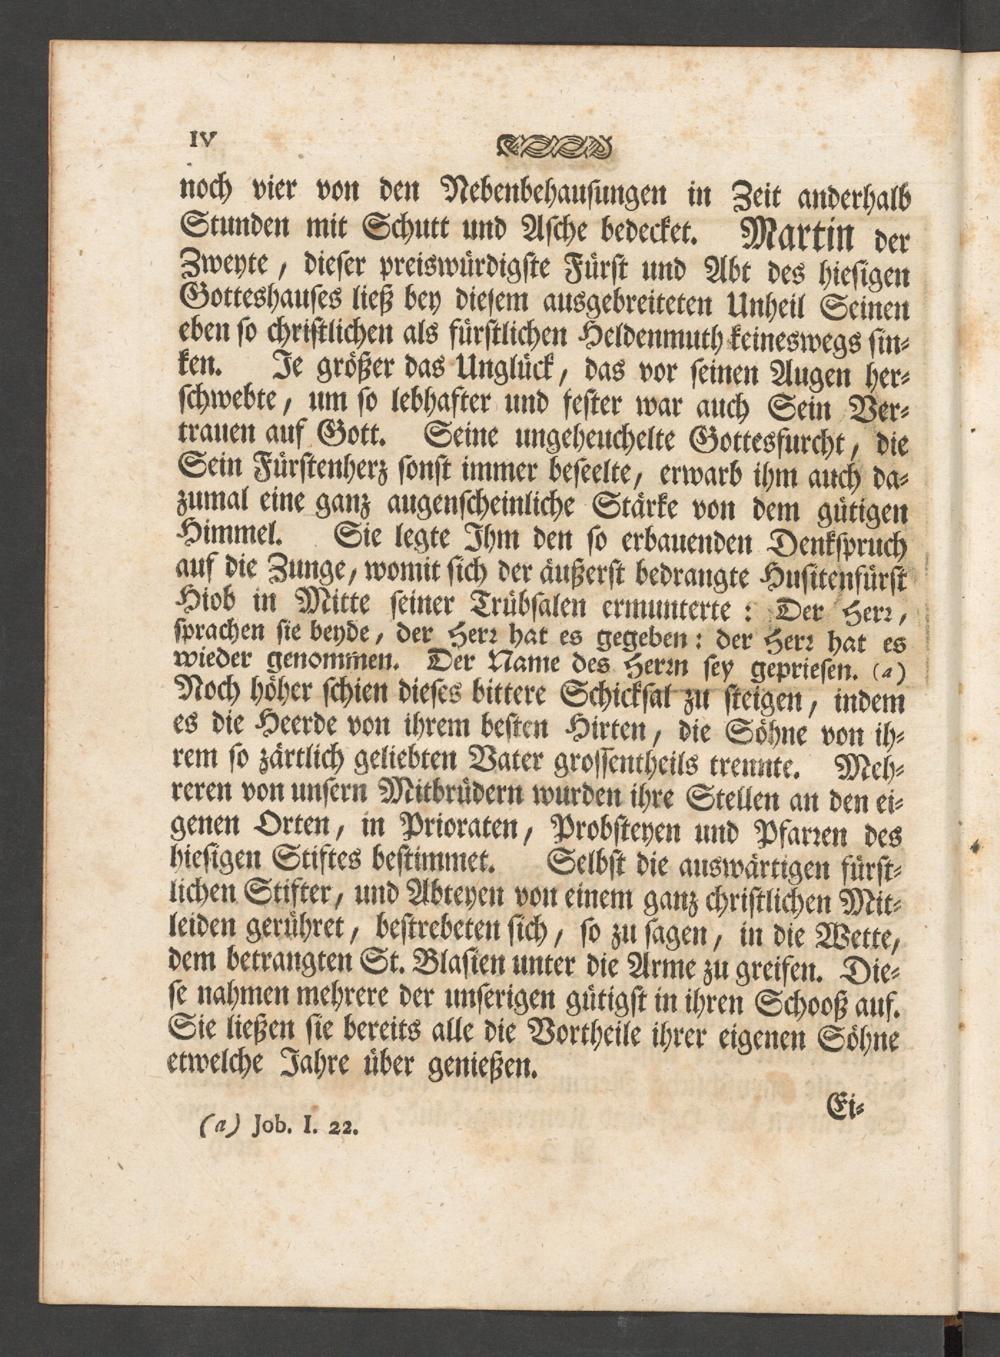 IV
noch vier von den Nebenbehausungen in Zeit anderhalb
Stunden mit Schutt und Asche bedecket. Martin der
Zweyte, dieser preiswürdigste Fürst und Abt des hiesigen
Gotteshauses ließ bey diesem ausgebreiteten Unheil Seinen
eben so christlichen als fürstlichen Heldenmuth keineswegs sin-
ken. Je größer das Unglück, das vor seinen Augen her-
schwebte, um so lebhafter und fester war auch Sein Ver-
trauen auf Gott. Seine ungeheuchelte Gottesfurcht, die
Sein Fürstenherz sonst immer beseelte, erwarb ihm auch da-
zumal eine ganz augenscheinliche Stärke von dem gütigen
Himmel. Sie legte Ihm den so erbauenden Denkspruch
auf die Zunge, womit sich der äußerst bedrangte Husitenfürst
Hiob in Mitte seiner Trübsalen ermunterte: Der Herr,
sprachen sie beyde, der Herr hat es gegeben: der Herr hat es
wieder genommen. Der Name des Herrn sey gepriesen. (a)
Noch höher schien dieses bittere Schicksal zu steigen, indem
es die Heerde von ihrem besten Hirten, die Söhne von ih-
rem so zärtlich geliebten Vater grossentheils trennte. Meh-
reren von unsern Mitbrüdern wurden ihre Stellen an den ei-
genen Orten, in Prioraten, Probsteyen und Pfarren des
hiesigen Stiftes bestimmet. Selbst die auswärtigen fürst-
lichen Stifter, und Abteyen von einem ganz christlichen Mit-
leiden gerühret, bestrebeten sich, so zu sagen, in die Wette,
dem betrangten St. Blasien unter die Arme zu greifen. Die-
se nahmen mehrere der unserigen gütigst in ihren Schooß auf.
Sie ließen sie bereits alle die Vortheile ihrer eigenen Söhne
etwelche Jahre über genießen.
Ei-
(a) Job. I. 22.